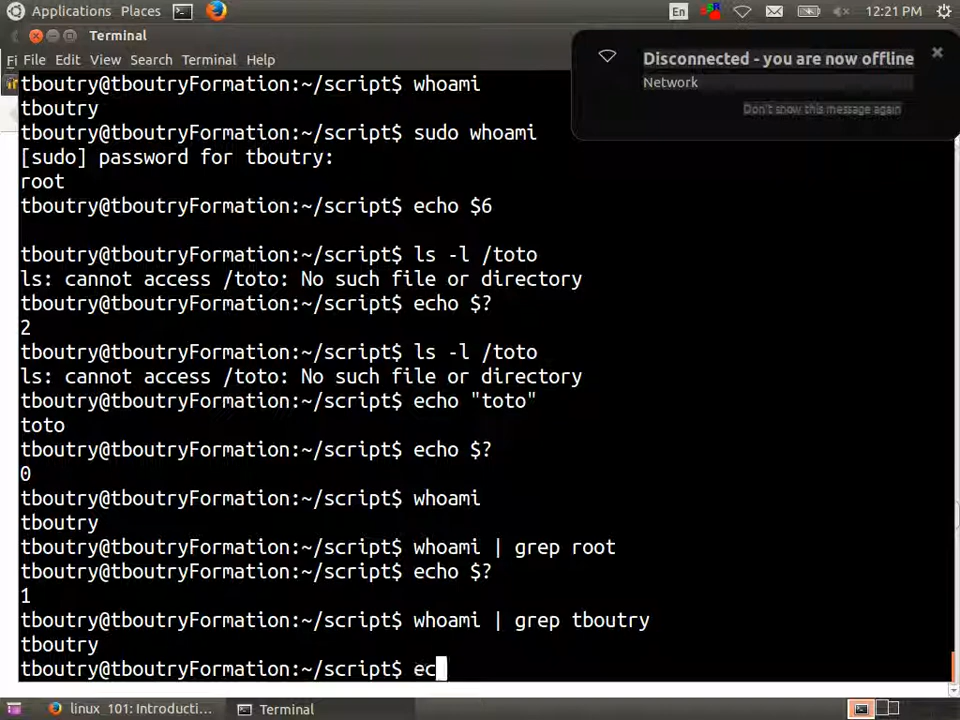 Applications Places En 12:21 PM
Terminal
Fi File Edit View Search Terminal Help
Disconnected - you are now offline
Network
Don't show this message again
tboutry@tboutryFormation:~/script$ whoami
tboutry
tboutry@tboutryFormation:~/script$ sudo whoami
[sudo] password for tboutry:
root
tboutry@tboutryFormation:~/script$ echo $6
tboutry@tboutryFormation:~/script$ ls -l /toto
ls: cannot access /toto: No such file or directory
tboutry@tboutryFormation:~/script$ echo $?
2
tboutry@tboutryFormation:~/script$ ls -l /toto
ls: cannot access /toto: No such file or directory
tboutry@tboutryFormation:~/script$ echo "toto"
toto
tboutry@tboutryFormation:~/script$ echo $?
0
tboutry@tboutryFormation:~/script$ whoami
tboutry
tboutry@tboutryFormation:~/script$ whoami | grep root
tboutry@tboutryFormation:~/script$ echo $?
1
tboutry@tboutryFormation:~/script$ whoami | grep tboutry
tboutry
tboutry@tboutryFormation:~/script$ ec
linux_101: Introducti... Terminal